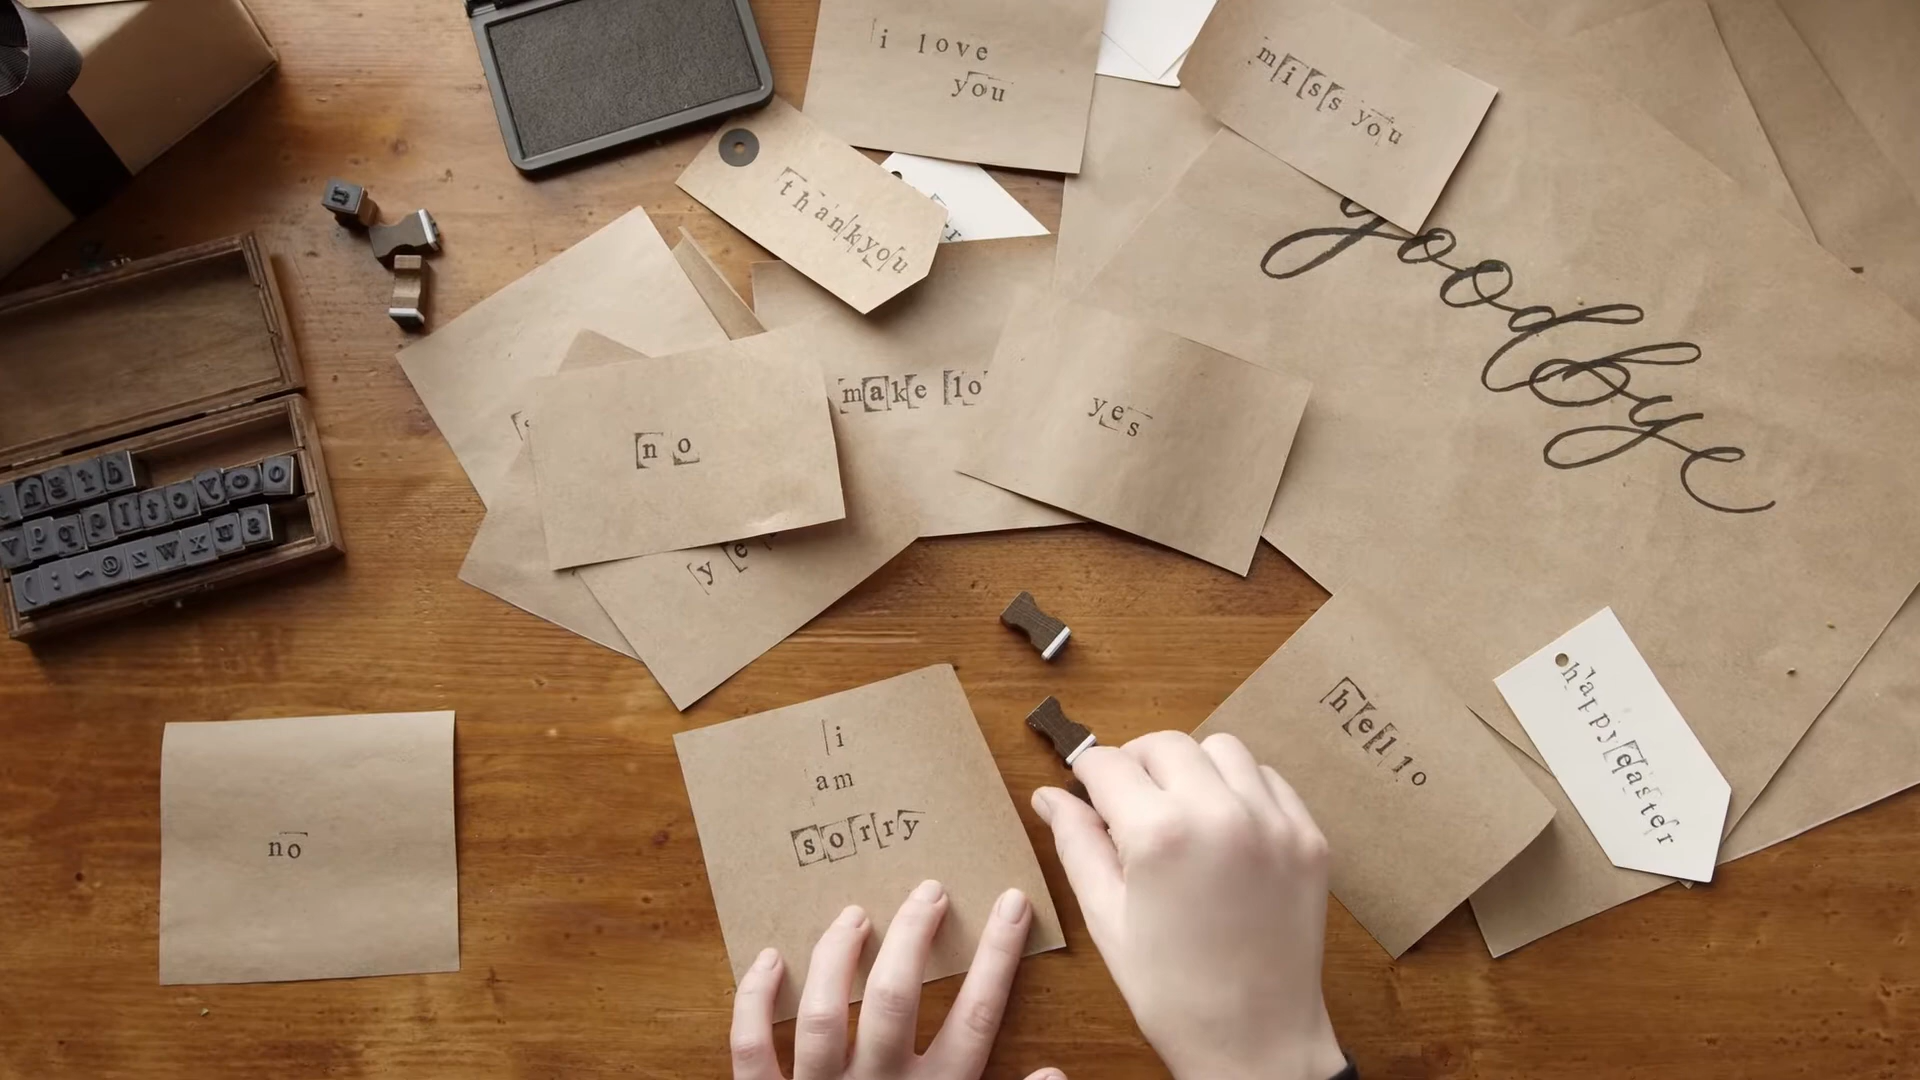 i love
you
miss you
thankyou
goodbye
make lo
yes
no
ye
hello
happy easter
i
am
sorry
no